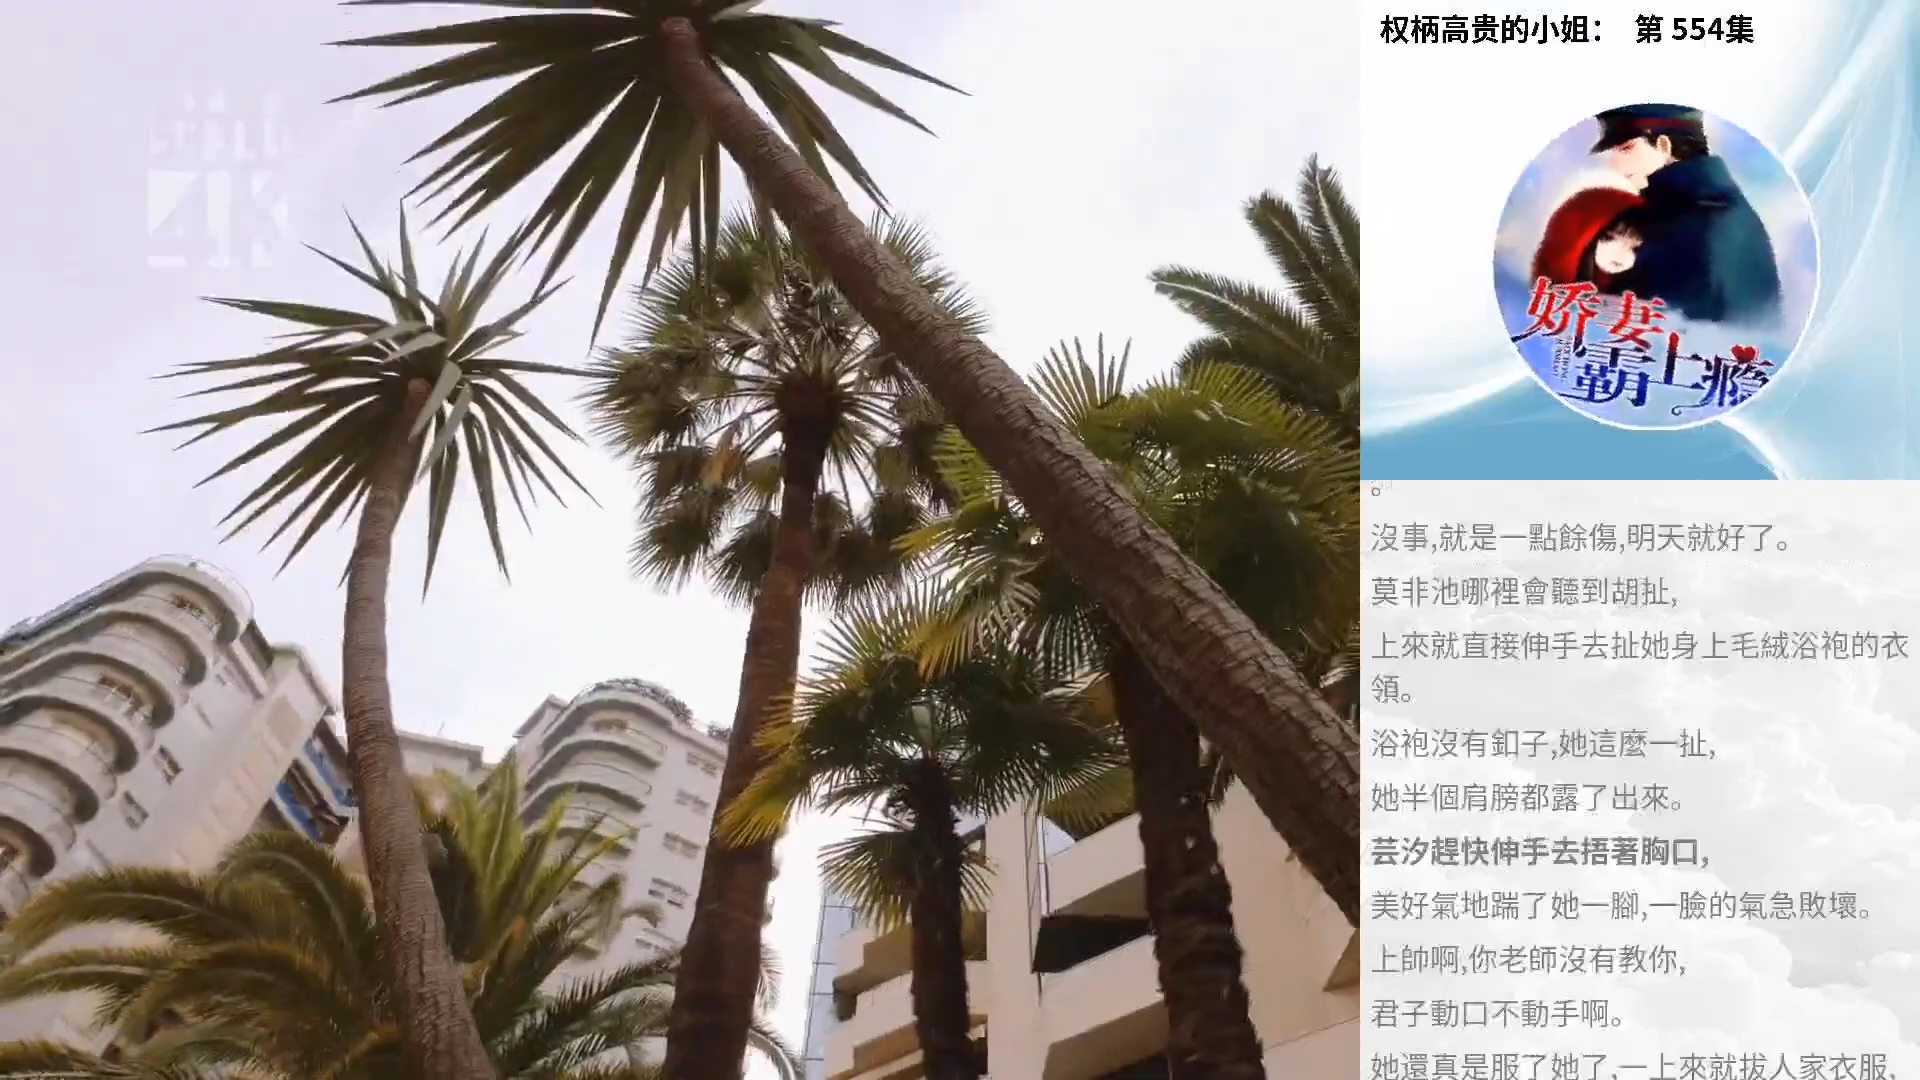 权柄高贵的小姐： 第 554集
娇妻
霸上瘾
。
沒事,就是一點餘傷,明天就好了。
莫非池哪裡會聽到胡扯,
上來就直接伸手去扯她身上毛絨浴袍的衣
領。
浴袍沒有釦子,她這麼一扯,
她半個肩膀都露了出來。
芸汐趕快伸手去捂著胸口,
美好氣地踹了她一腳,一臉的氣急敗壞。
上帥啊,你老師沒有教你,
君子動口不動手啊。
她還真是服了她了,一上來就拔人家衣服,